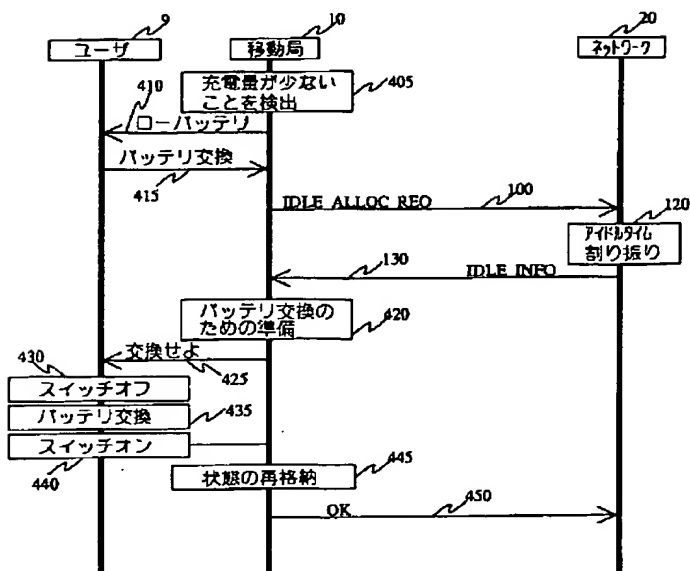 9
10
20
ユーザ
移動局
ネットワーク
充電量が少ない
ことを検出
405
410
ローバッテリ
バッテリ交換
415
IDLE ALLOC REQ
100
120
アイドルタイム
割り振り
130
IDLE INFO
バッテリ交換の
ための準備
420
交換せよ
425
430
スイッチオフ
バッテリ交換
435
スイッチオン
440
状態の再格納
445
OK
450